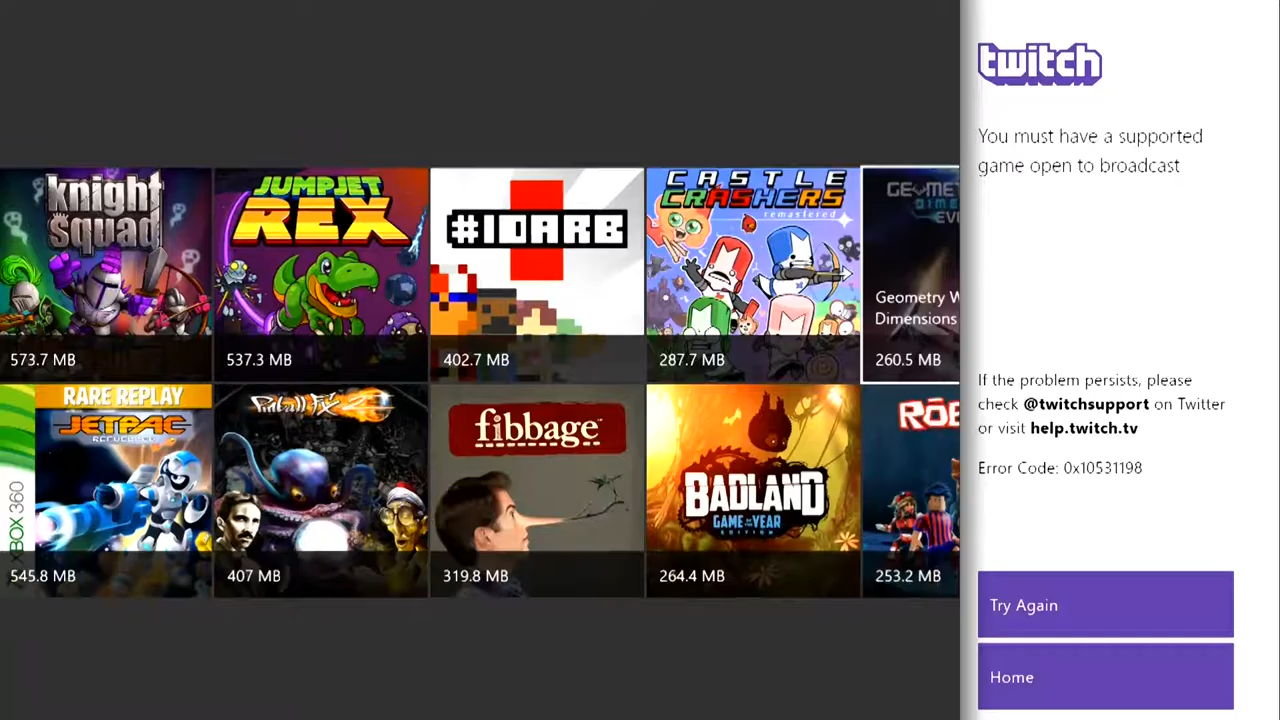 knight
squad
573.7 MB
JUMPJET
REX
537.3 MB
#IDARB
402.7 MB
CASTLE
CRASHERS
remastered
287.7 MB
Geometry W
Dimensions
260.5 MB
XBOX 360
RARE REPLAY
JETPAC
REFUELLED
545.8 MB
Pinball FX 2
407 MB
fibbage
319.8 MB
BADLAND
GAME OF THE YEAR
EDITION
264.4 MB
253.2 MB
twitch
You must have a supported
game open to broadcast
If the problem persists, please
check @twitchsupport on Twitter
or visit help.twitch.tv
Error Code: 0x10531198
Try Again
Home